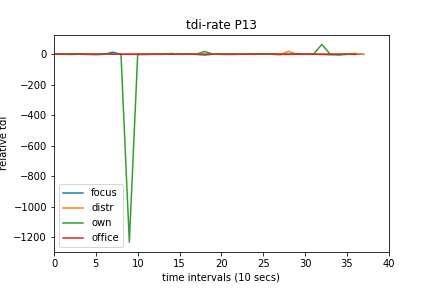 tdi-rate P13
relative tdi
0
−200
−400
−600
−800
−1000
−1200
focus
distr
own
office
0 5 10 15 20 25 30 35 40
time intervals (10 secs)